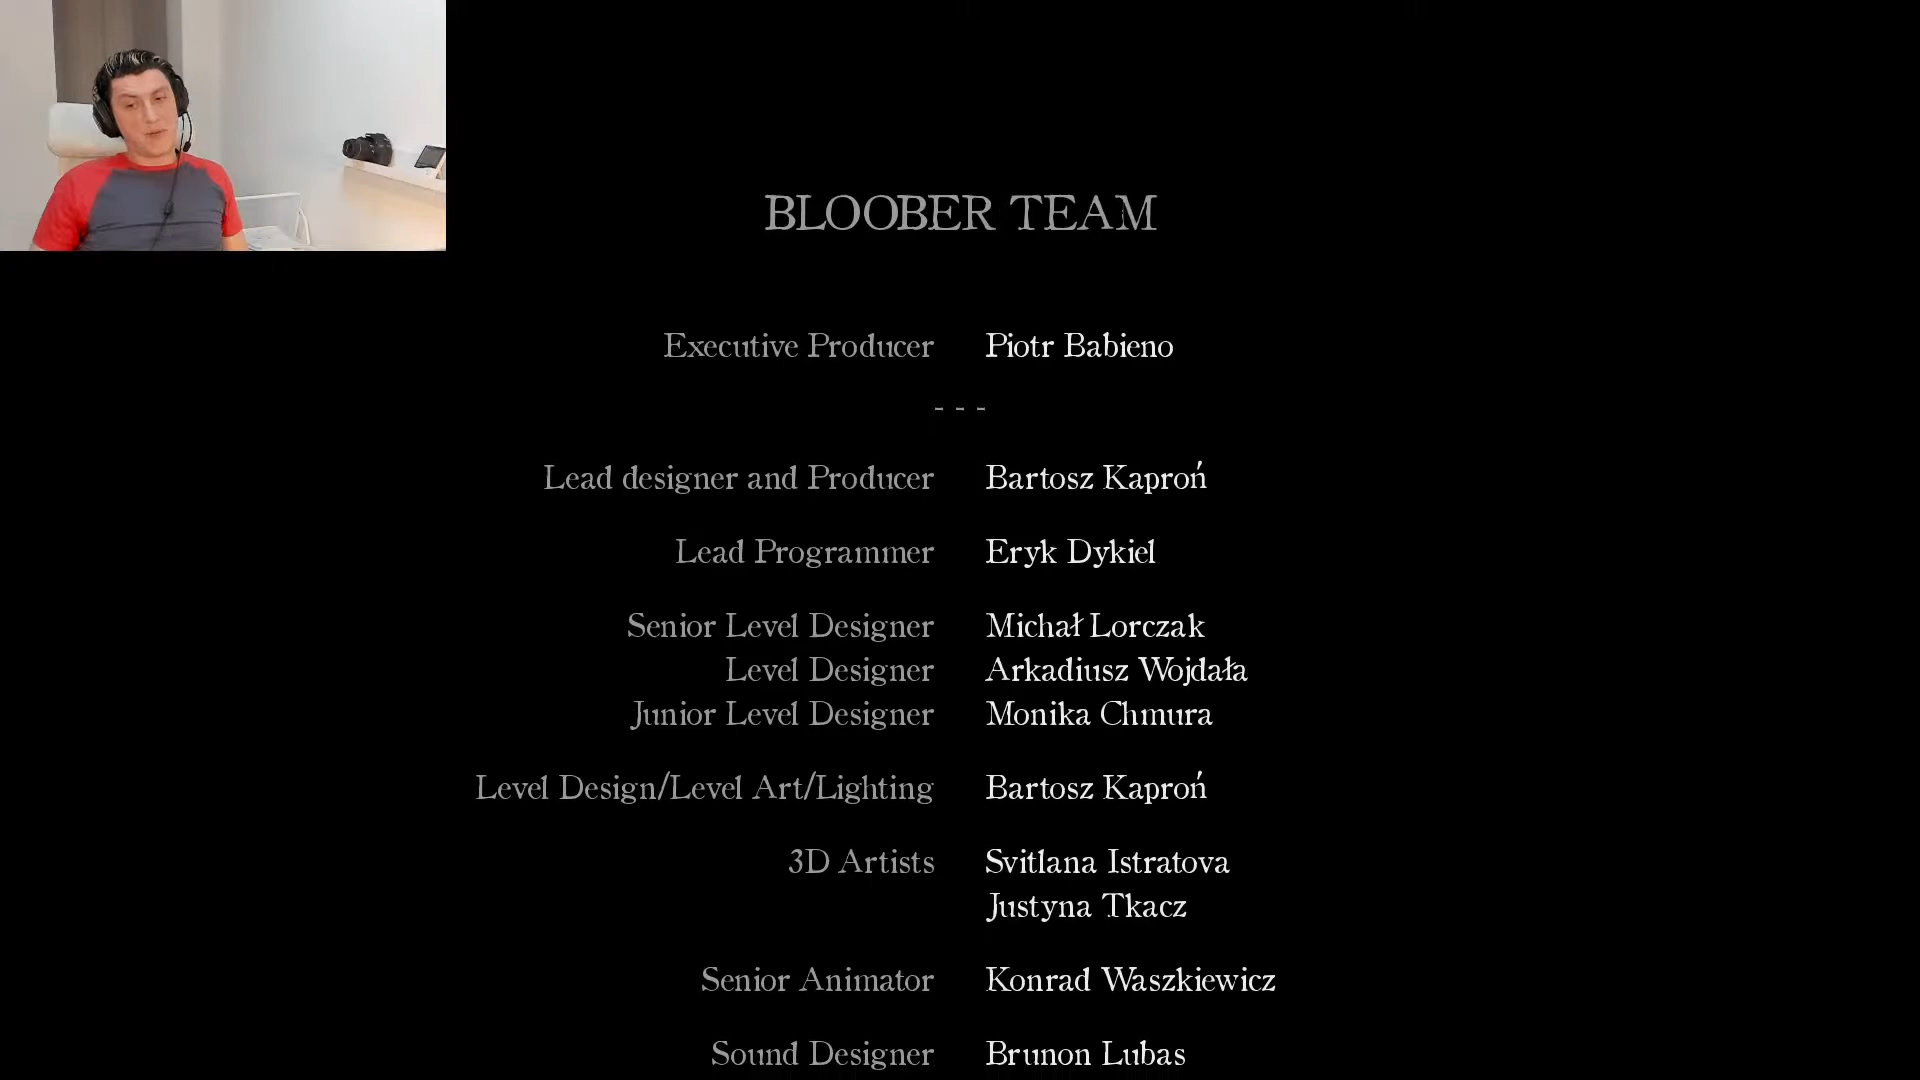 BLOOBER TEAM
Executive Producer Piotr Babieno
- - -
Lead designer and Producer Bartosz Kaproń
Lead Programmer Eryk Dykiel
Senior Level Designer Michał Lorczak
Level Designer Arkadiusz Wojdała
Junior Level Designer Monika Chmura
Level Design/Level Art/Lighting Bartosz Kaproń
3D Artists Svitlana Istratova
Justyna Tkacz
Senior Animator Konrad Waszkiewicz
Sound Designer Brunon Lubas